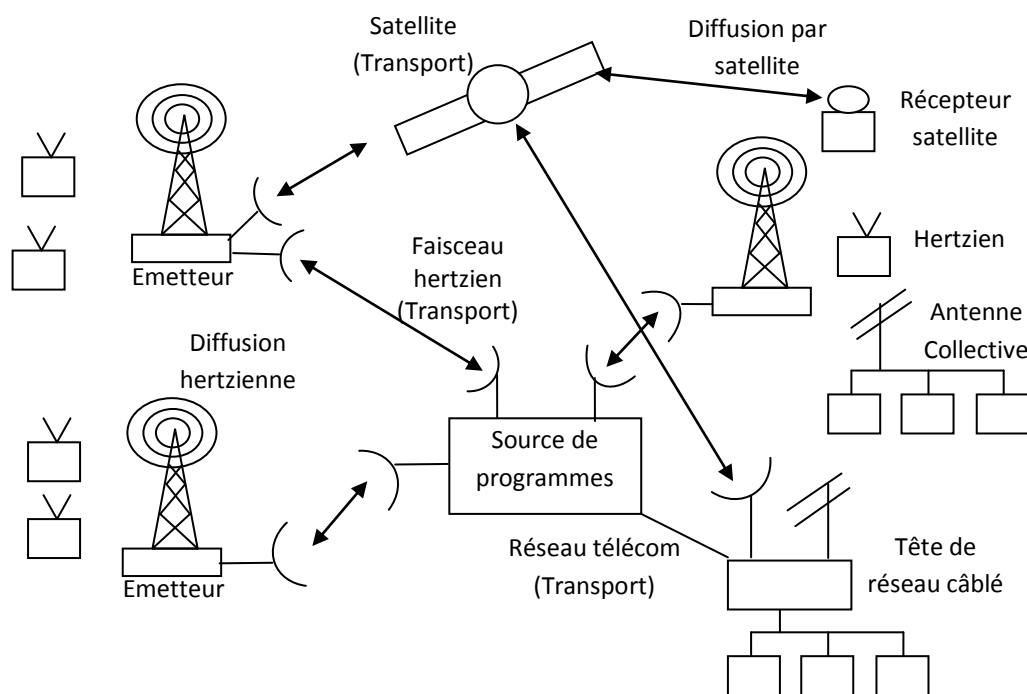 Satellite
(Transport)
Diffusion par
satellite
Récepteur
satellite
Emetteur
Faisceau
hertzien
(Transport)
Hertzien
Antenne
Collective
Diffusion
hertzienne
Source de
programmes
Réseau télécom
(Transport)
Tête de
réseau câblé
Emetteur